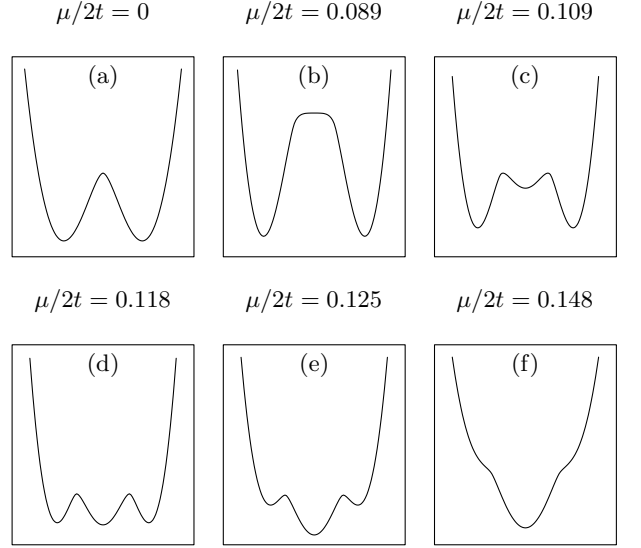 μ/2t = 0 μ/2t = 0.089 μ/2t = 0.109
(a) (b) (c)
μ/2t = 0.118 μ/2t = 0.125 μ/2t = 0.148
(d) (e) (f)